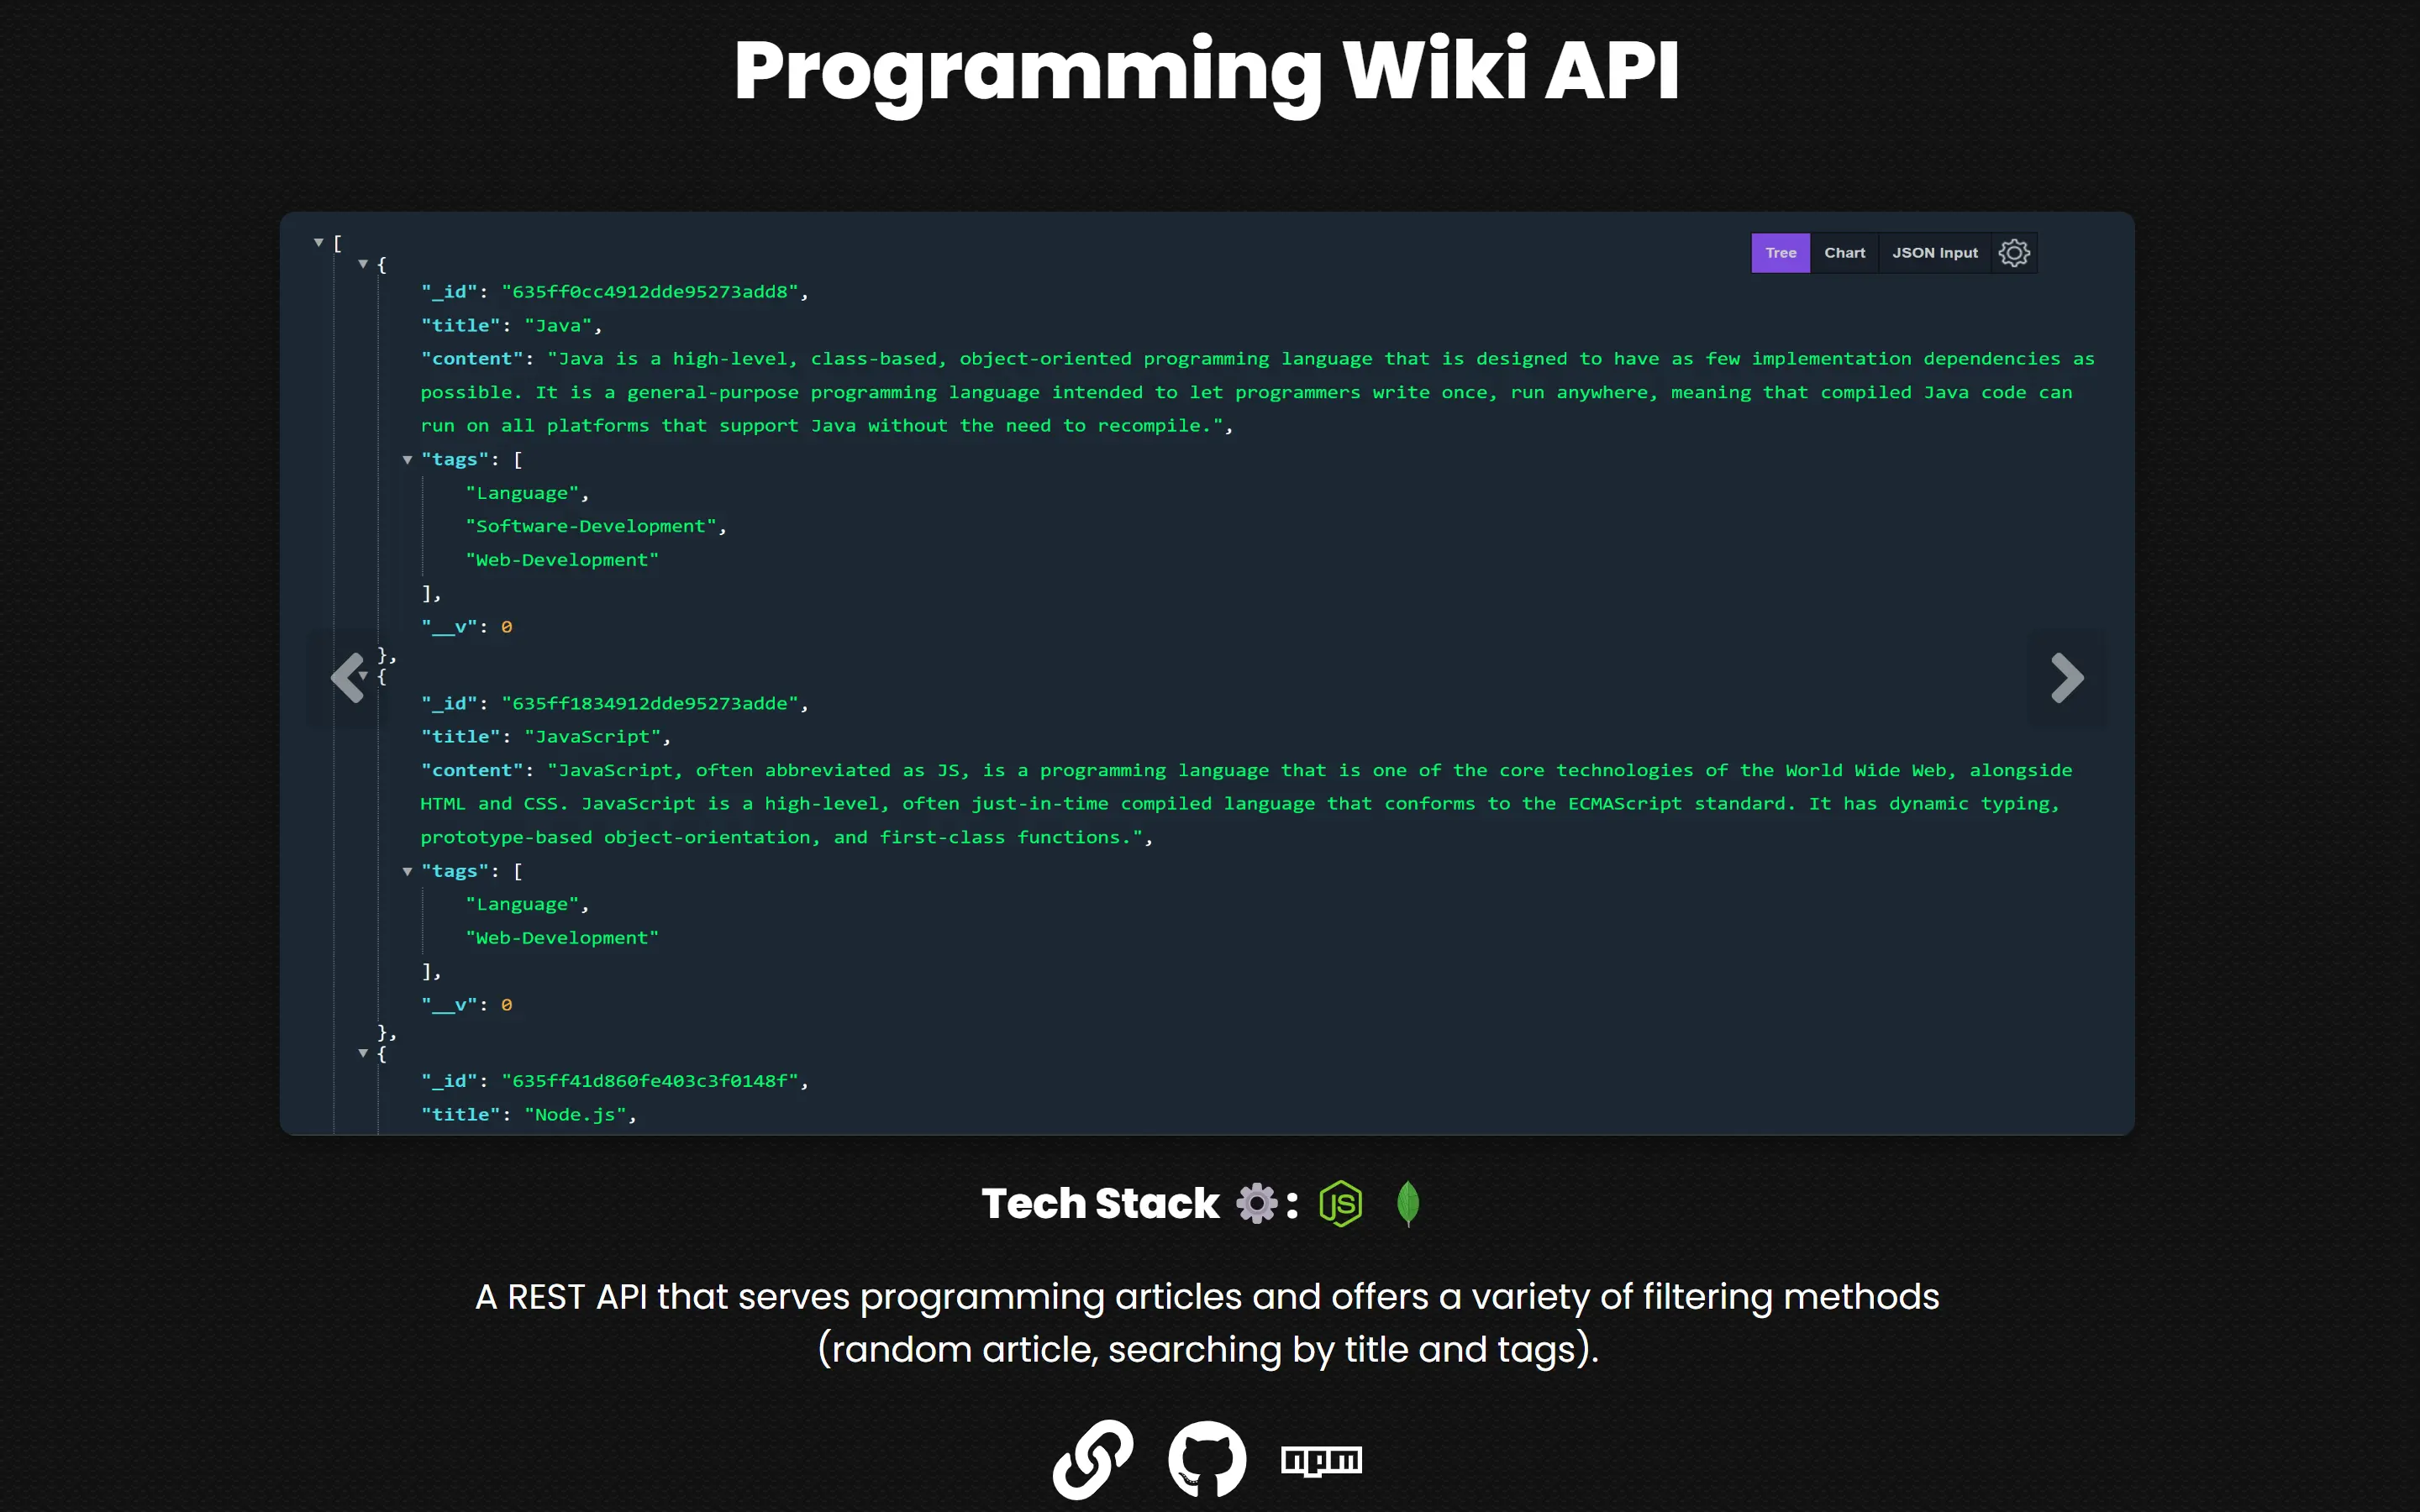 Programming Wiki API
Tree Chart JSON Input
[
{
"_id": "635ff0cc4912dde95273add8",
"title": "Java",
"content": "Java is a high-level, class-based, object-oriented programming language that is designed to have as few implementation dependencies as
possible. It is a general-purpose programming language intended to let programmers write once, run anywhere, meaning that compiled Java code can
run on all platforms that support Java without the need to recompile.",
"tags": [
"Language",
"Software-Development",
"Web-Development"
],
"__v": 0
},
{
"_id": "635ff1834912dde95273adde",
"title": "JavaScript",
"content": "JavaScript, often abbreviated as JS, is a programming language that is one of the core technologies of the World Wide Web, alongside
HTML and CSS. JavaScript is a high-level, often just-in-time compiled language that conforms to the ECMAScript standard. It has dynamic typing,
prototype-based object-orientation, and first-class functions.",
"tags": [
"Language",
"Web-Development"
],
"__v": 0
},
{
"_id": "635ff41d860fe403c3f0148f",
"title": "Node.js",
Tech Stack ⚙️: JS
A REST API that serves programming articles and offers a variety of filtering methods
(random article, searching by title and tags).
npm